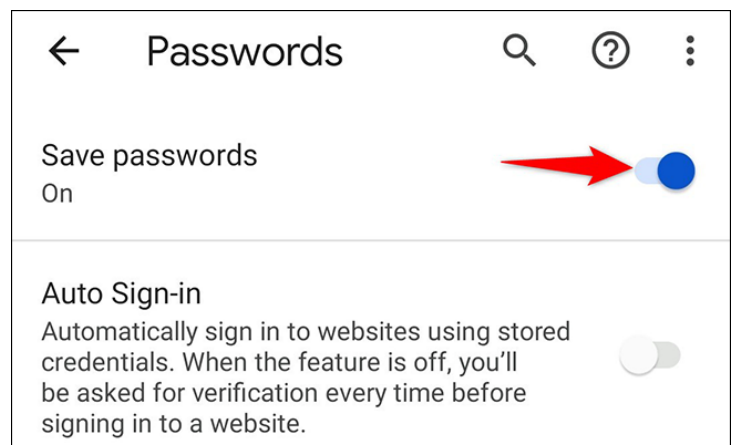 Passwords
Save passwords
On
Auto Sign-in
Automatically sign in to websites using stored
credentials. When the feature is off, you’ll
be asked for verification every time before
signing in to a website.